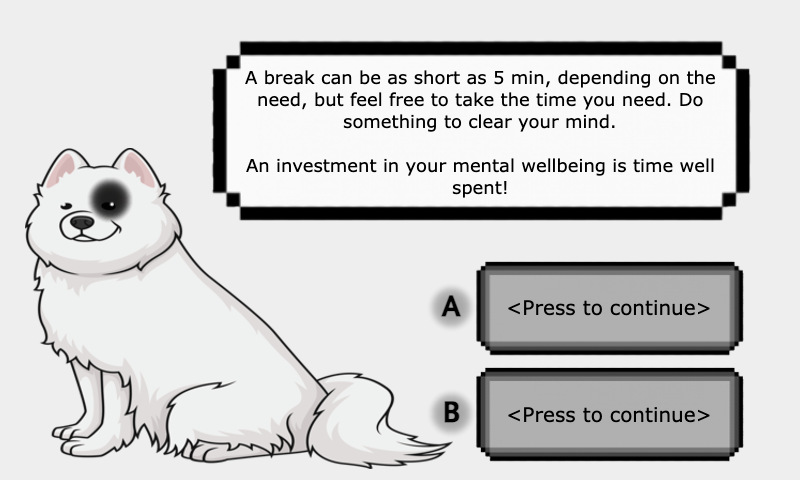 A break can be as short as 5 min, depending on the
need, but feel free to take the time you need. Do
something to clear your mind.
An investment in your mental wellbeing is time well
spent!
A
<Press to continue>
B
<Press to continue>